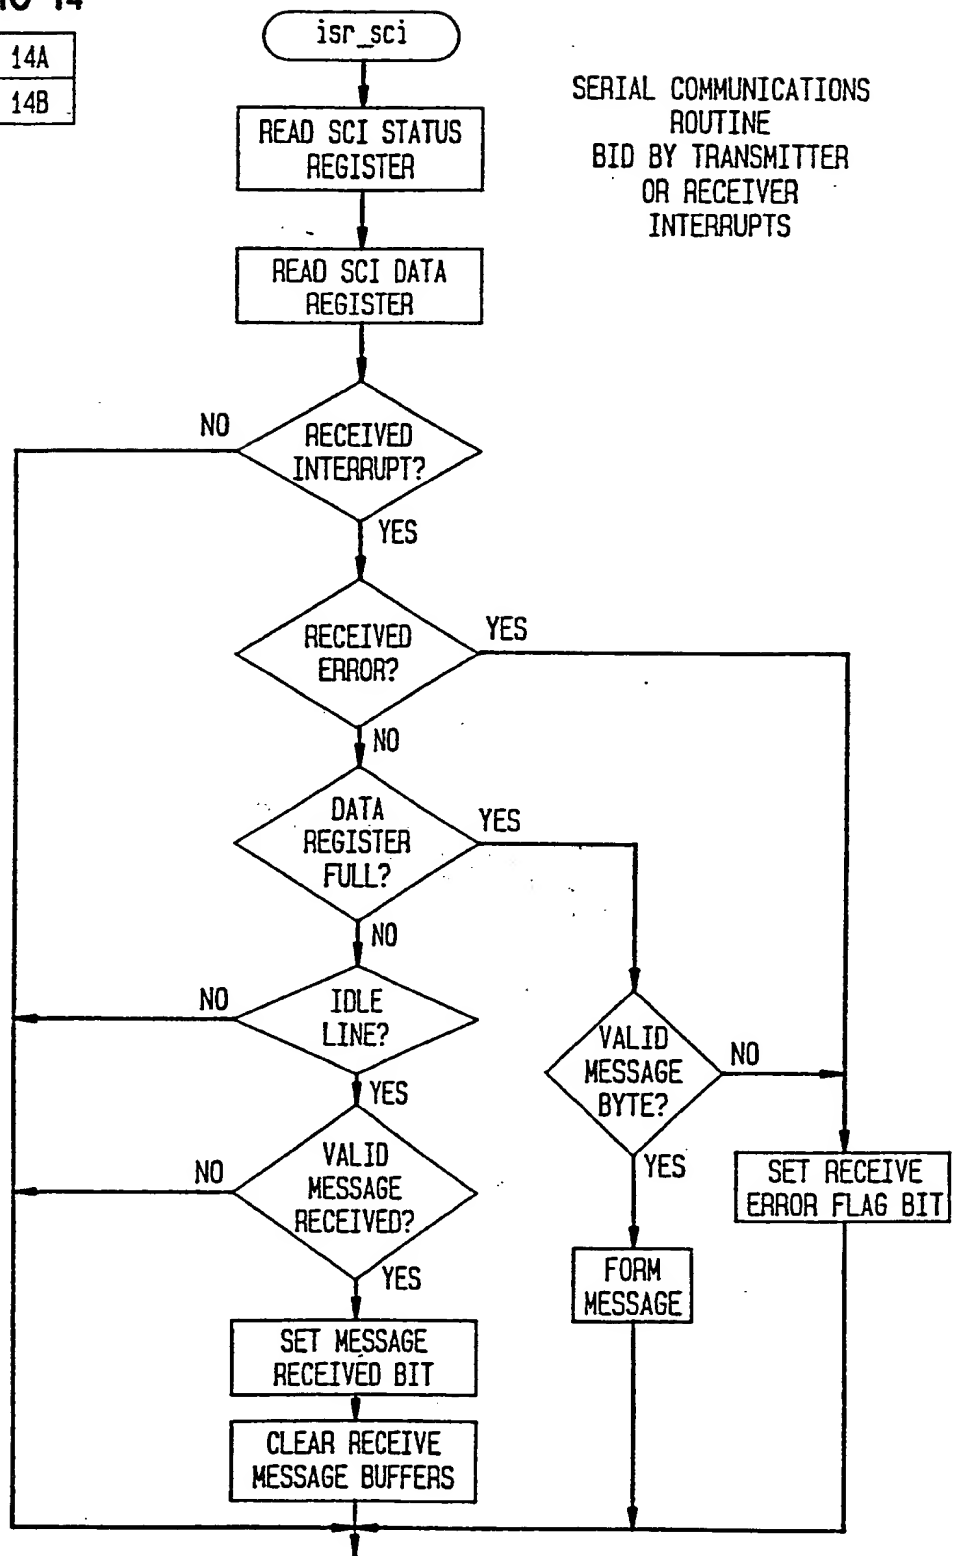 14
14A
14B
isr_sci
SERIAL COMMUNICATIONS
ROUTINE
BID BY TRANSMITTER
OR RECEIVER
INTERRUPTS
READ SCI STATUS
REGISTER
READ SCI DATA
REGISTER
NO
RECEIVED
INTERRUPT?
YES
RECEIVED
ERROR?
YES
NO
DATA
REGISTER
FULL?
YES
NO
NO
IDLE
LINE?
YES
VALID
MESSAGE
BYTE?
NO
YES
NO
VALID
MESSAGE
RECEIVED?
YES
SET RECEIVE
ERROR FLAG BIT
FORM
MESSAGE
SET MESSAGE
RECEIVED BIT
CLEAR RECEIVE
MESSAGE BUFFERS